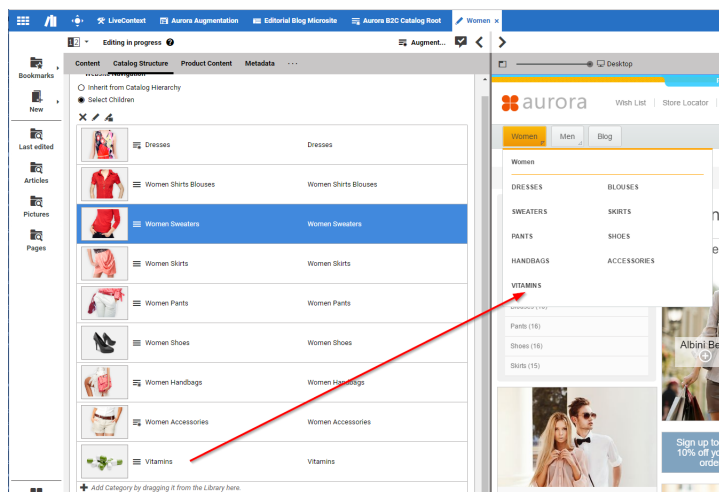 LiveContext
Aurora Augmentation
Editorial Blog Microsite
Aurora B2C Catalog Root
Women ×
1 2
Editing in progress
Augment...
Bookmarks
New
Last edited
Articles
Pictures
Pages
Content
Catalog Structure
Product Content
Metadata
...
Website Navigation
Inherit from Catalog Hierarchy
Select Children
Dresses
Dresses
Women Shirts Blouses
Women Shirts Blouses
Women Sweaters
Women Sweaters
Women Skirts
Women Skirts
Women Pants
Women Pants
Women Shoes
Women Shoes
Women Handbags
Women Handbags
Women Accessories
Women Accessories
Vitamins
Vitamins
Add Category by dragging it from the Library here.
Desktop
aurora
Wish List
Store Locator
Women
Men
Blog
Women
DRESSES
BLOUSES
SWEATERS
SKIRTS
PANTS
SHOES
HANDBAGS
ACCESSORIES
VITAMINS
Pants (16)
Shoes (16)
Skirts (15)
Albini Be
Sign up to
10% off yo
orde